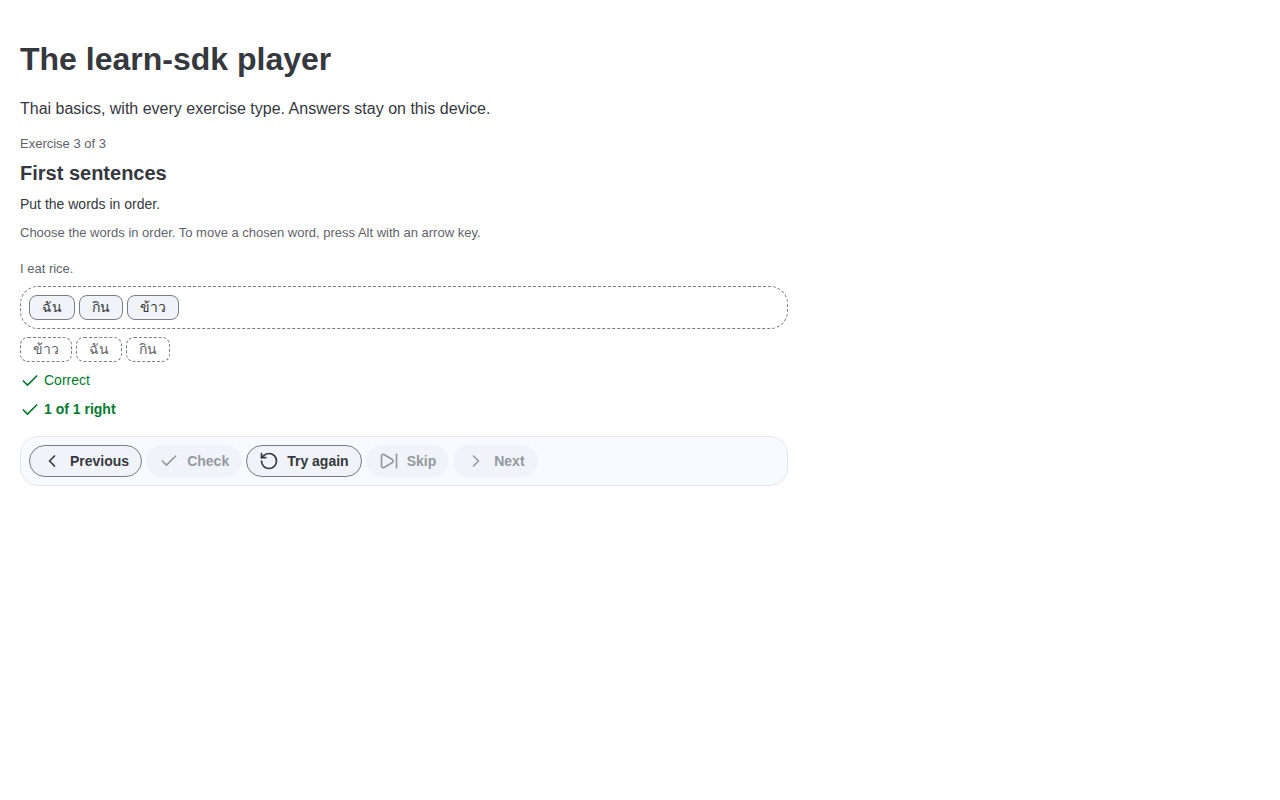 The learn-sdk player
Thai basics, with every exercise type. Answers stay on this device.
Exercise 3 of 3
First sentences
Put the words in order.
Choose the words in order. To move a chosen word, press Alt with an arrow key.
I eat rice.
ฉัน กิน ข้าว
ข้าว ฉัน กิน
Correct
1 of 1 right
Previous Check Try again Skip Next